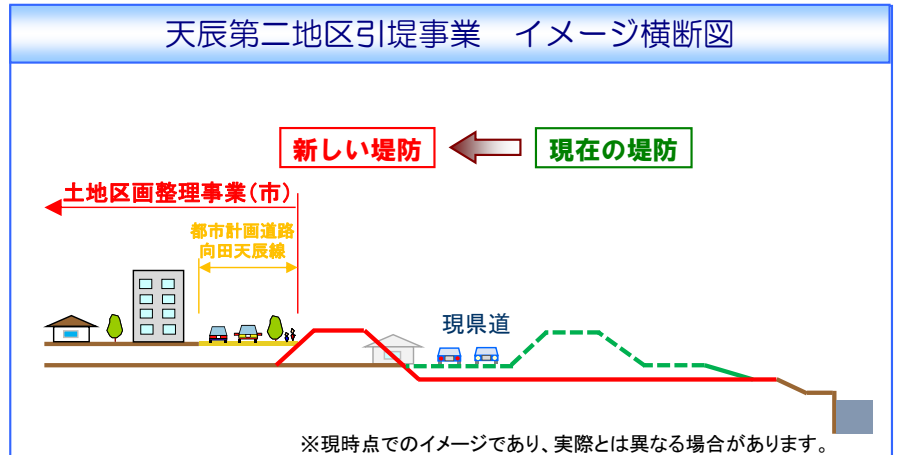 天辰第二地区引堤事業　イメージ横断図
新しい堤防
現在の堤防
土地区画整理事業(市)
都市計画道路
向田天辰線
現県道
※現時点でのイメージであり、実際とは異なる場合があります。